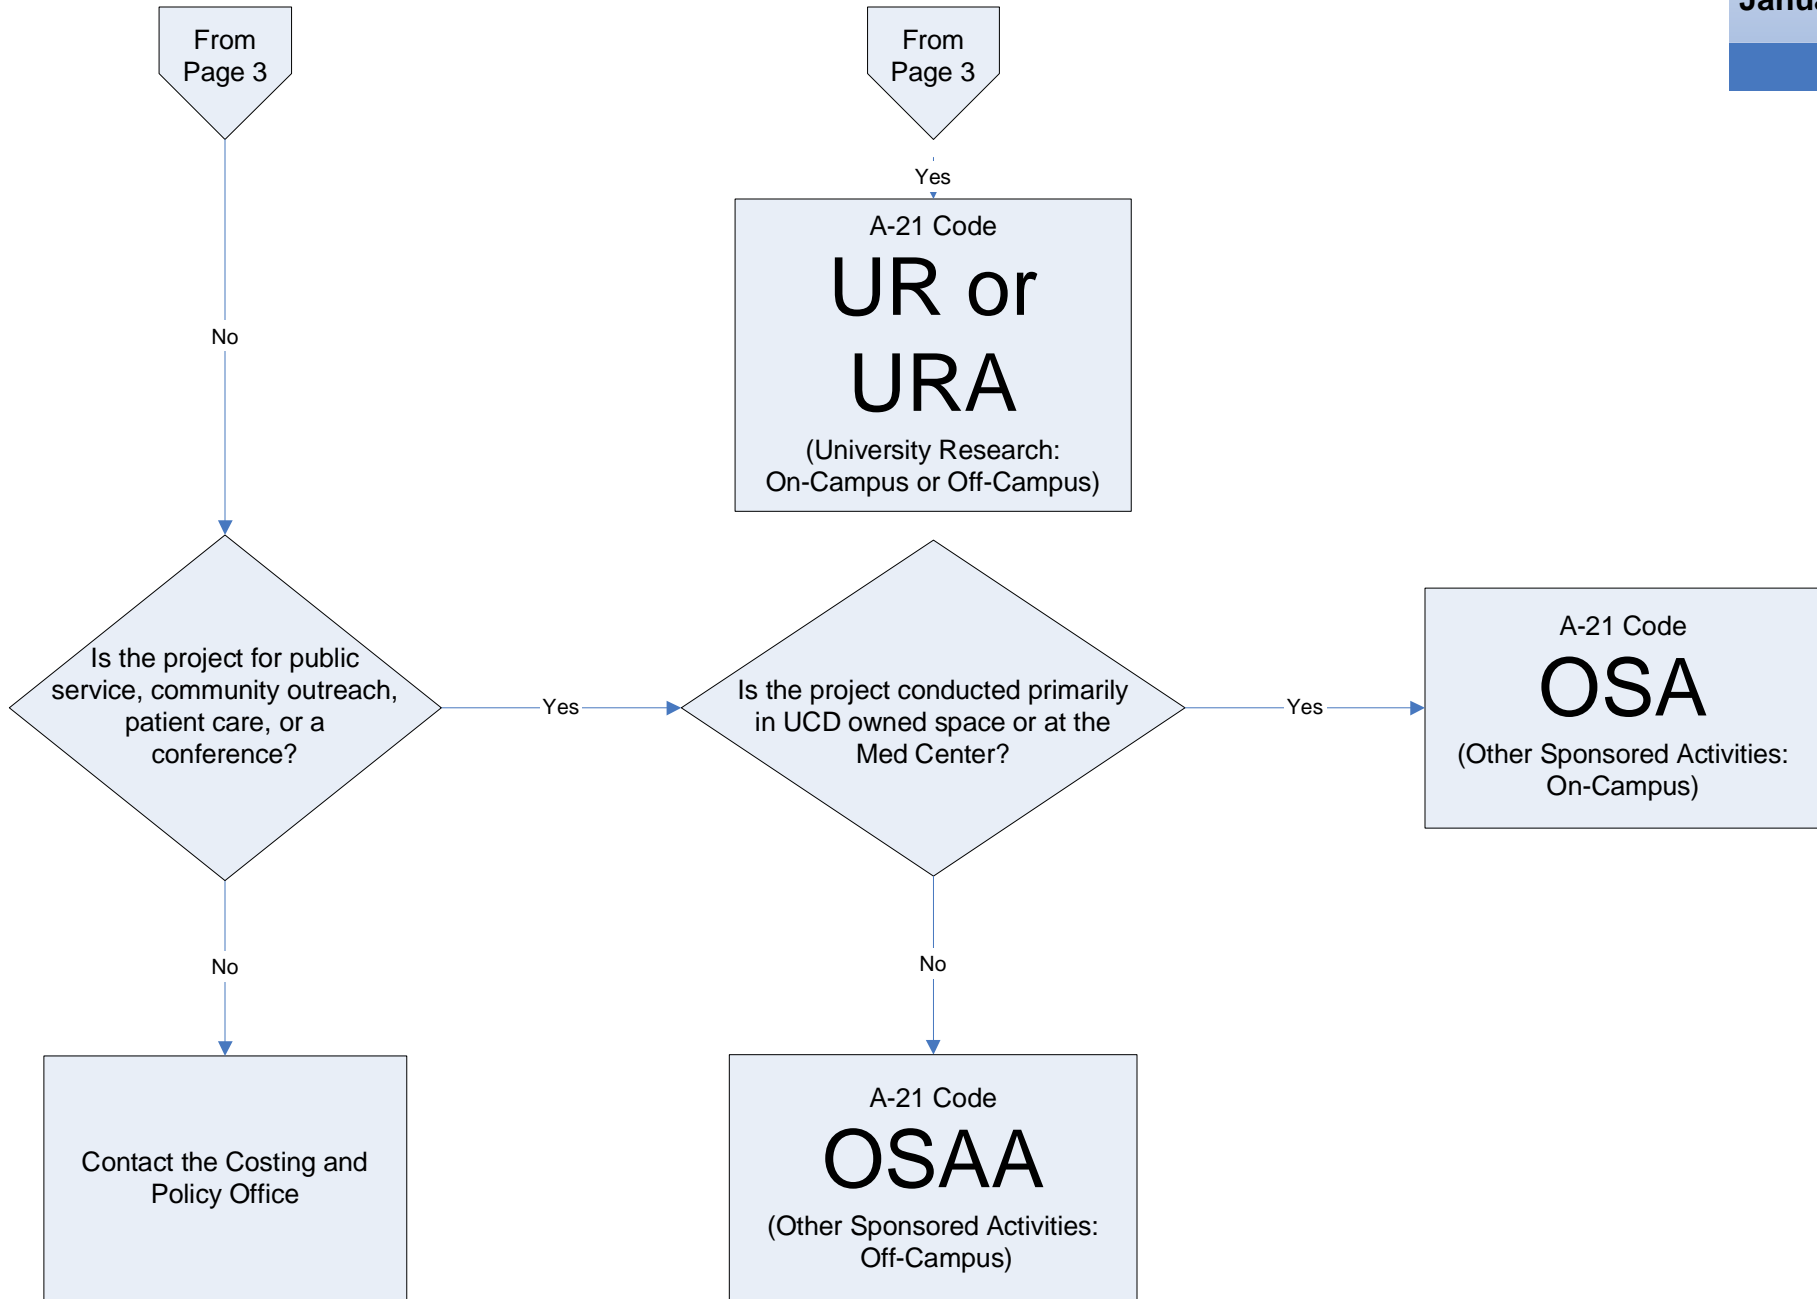 From
Page 3
From
Page 3
Yes
A-21 Code
UR or
URA
(University Research:
On-Campus or Off-Campus)
No
Is the project for public
service, community outreach,
patient care, or a
conference?
Yes
Is the project conducted primarily
in UCD owned space or at the
Med Center?
Yes
A-21 Code
OSA
(Other Sponsored Activities:
On-Campus)
No
No
Contact the Costing and
Policy Office
A-21 Code
OSAA
(Other Sponsored Activities:
Off-Campus)